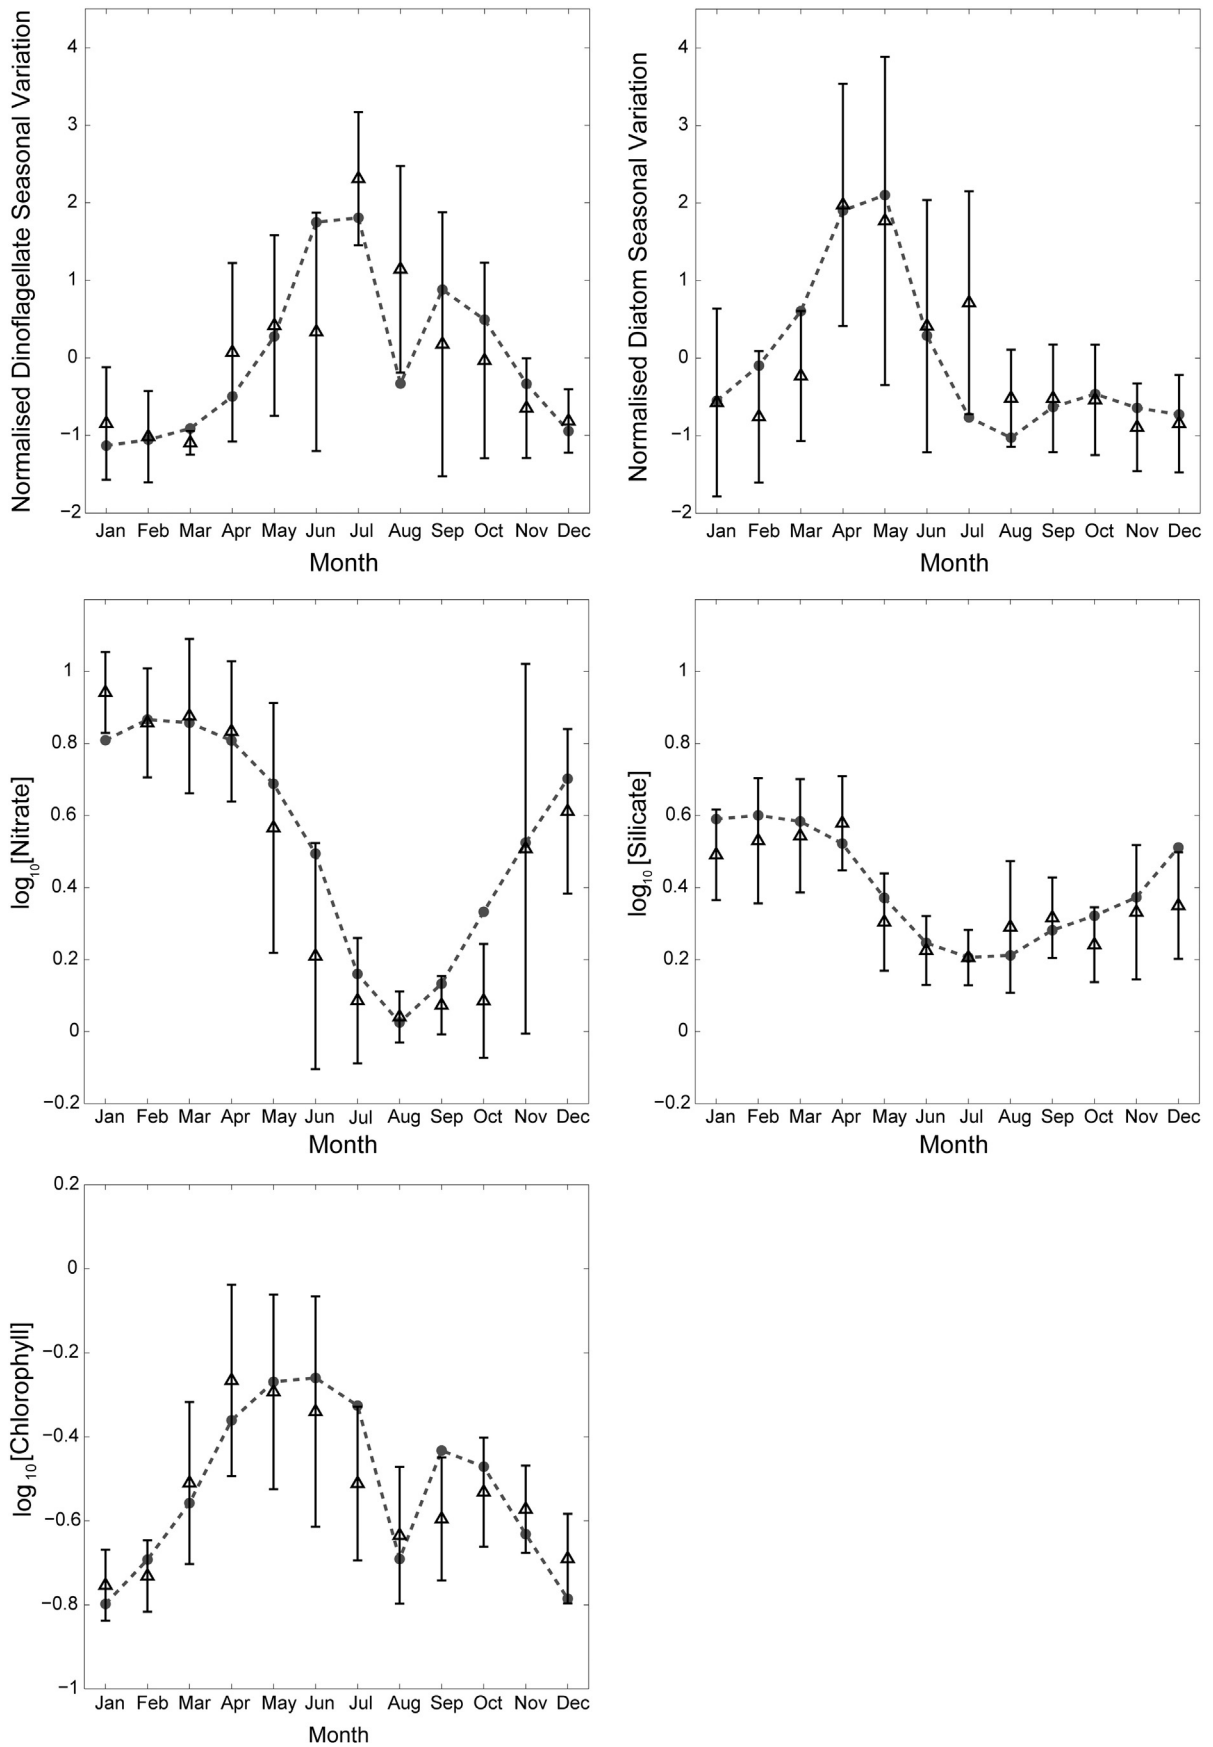 Normalised Dinoflagellate Seasonal Variation
4
3
2
1
0
−1
−2
Jan Feb Mar Apr May Jun Jul Aug Sep Oct Nov Dec
Month
Normalised Diatom Seasonal Variation
4
3
2
1
0
−1
−2
Jan Feb Mar Apr May Jun Jul Aug Sep Oct Nov Dec
Month
log10[Nitrate]
1
0.8
0.6
0.4
0.2
0
−0.2
Jan Feb Mar Apr May Jun Jul Aug Sep Oct Nov Dec
Month
log10[Silicate]
1
0.8
0.6
0.4
0.2
0
−0.2
Jan Feb Mar Apr May Jun Jul Aug Sep Oct Nov Dec
Month
log10[Chlorophyll]
0.2
0
−0.2
−0.4
−0.6
−0.8
−1
Jan Feb Mar Apr May Jun Jul Aug Sep Oct Nov Dec
Month